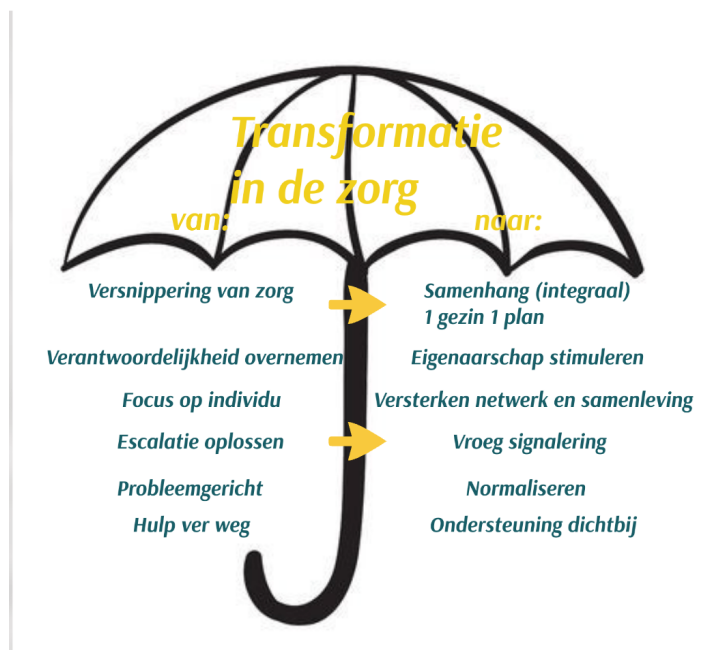 Transformatie
in de zorg
van:
naar:
Versnippering van zorg
Samenhang (integraal)
1 gezin 1 plan
Verantwoordelijkheid overnemen
Eigenaarschap stimuleren
Focus op individu
Versterken netwerk en samenleving
Escalatie oplossen
Vroeg signalering
Probleemgericht
Normaliseren
Hulp ver weg
Ondersteuning dichtbij